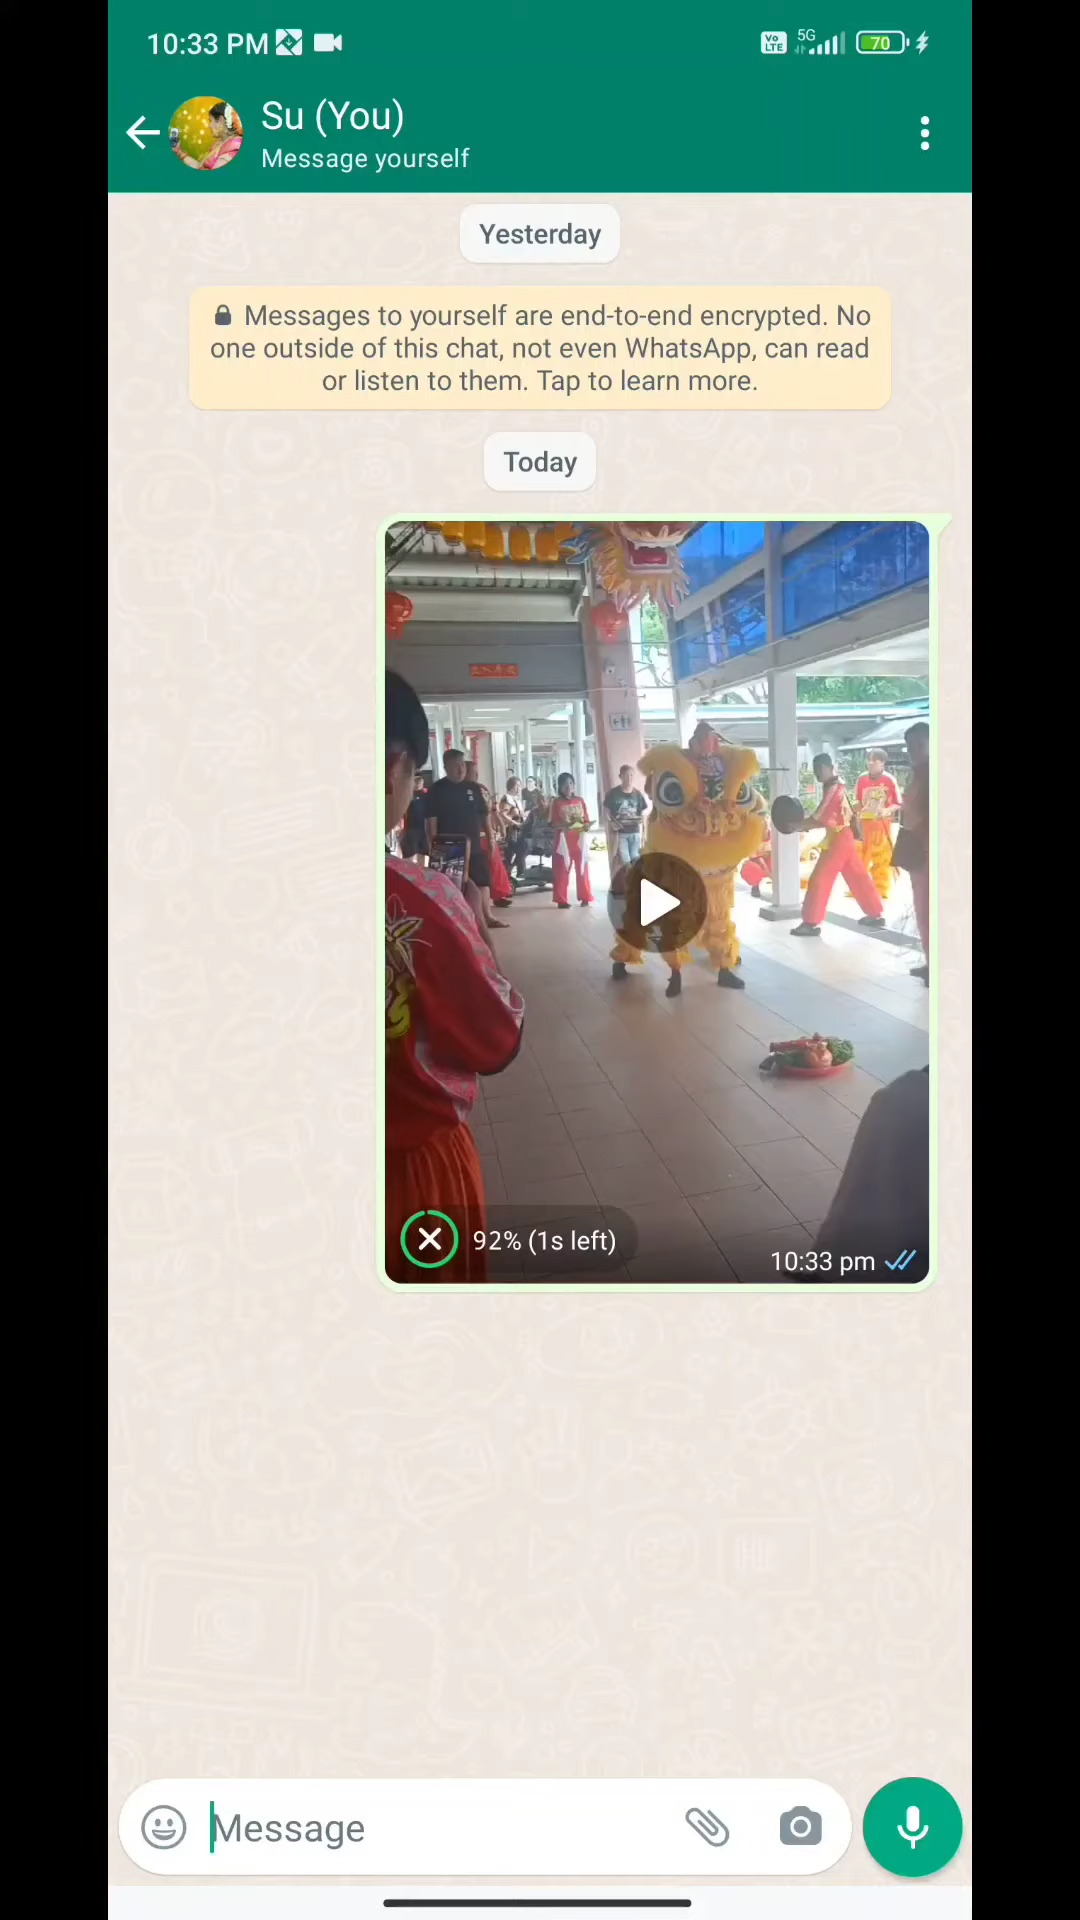 10:33 PM
Vo LTE 5G 70
Su (You)
Message yourself
Yesterday
Messages to yourself are end-to-end encrypted. No
one outside of this chat, not even WhatsApp, can read
or listen to them. Tap to learn more.
Today
92% (1s left)
10:33 pm
Message